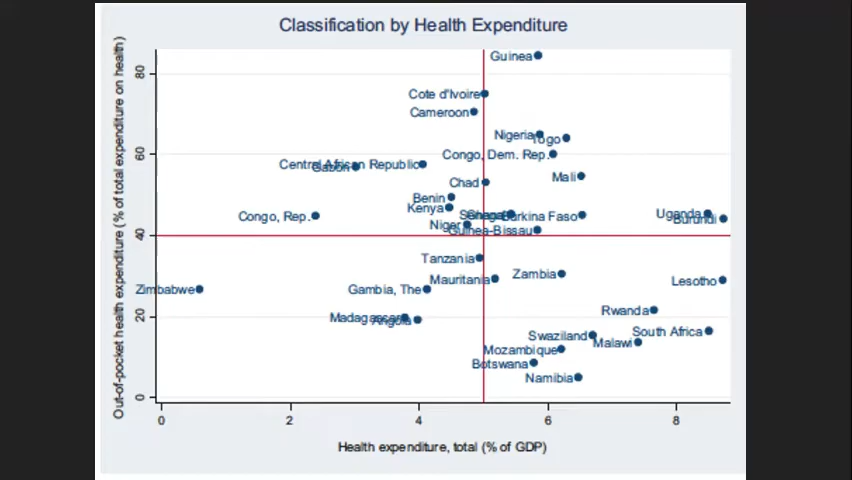 Classification by Health Expenditure
Out-of-pocket health expenditure (% of total expenditure on health)
80
60
40
20
0
Guinea
Cote d'Ivoire
Cameroon
Nigeria
Togo
Congo, Dem. Rep.
Central African Republic
Gabon
Mali
Chad
Benin
Kenya
Congo, Rep.
Senegal
Ghana
Burkina Faso
Uganda
Burundi
Niger
Guinea-Bissau
Tanzania
Mauritania
Zambia
Lesotho
Zimbabwe
Gambia, The
Rwanda
Madagascar
Angola
Swaziland
South Africa
Malawi
Mozambique
Botswana
Namibia
0 2 4 6 8
Health expenditure, total (% of GDP)